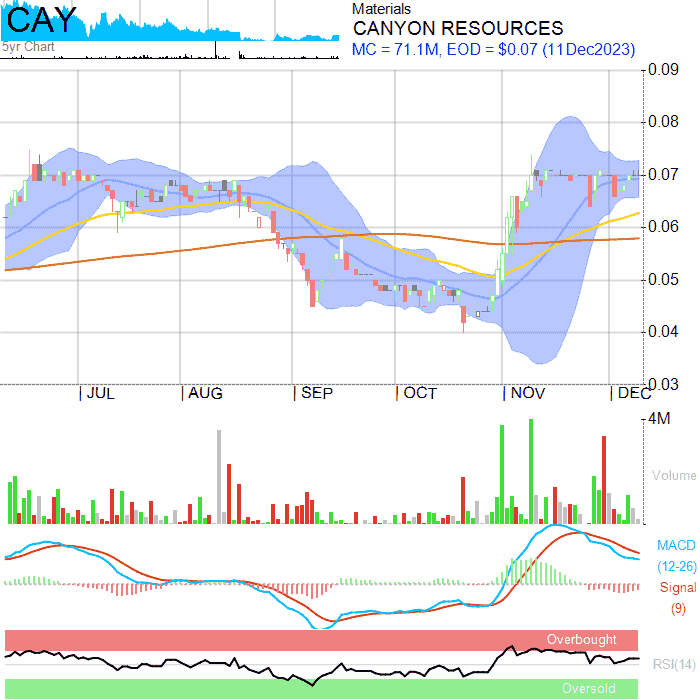 CAY
5yr Chart
Materials
CANYON RESOURCES
MC = 71.1M, EOD = $0.07 (11Dec2023)
0.09
0.08
0.07
0.06
0.05
0.04
0.03
JUL AUG SEP OCT NOV DEC
4M
Volume
MACD
(12-26)
Signal
(9)
Overbought
RSI(14)
Oversold